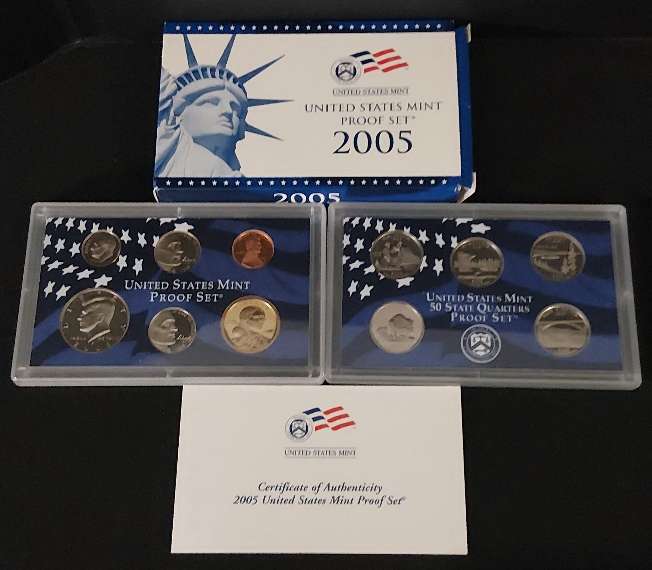 UNITED STATES MINT
UNITED STATES MINT
PROOF SET™
2005
2005
UNITED STATES MINT
PROOF SET®
UNITED STATES MINT
50 STATE QUARTERS
PROOF SET™
UNITED STATES MINT
Certificate of Authenticity
2005 United States Mint Proof Set®